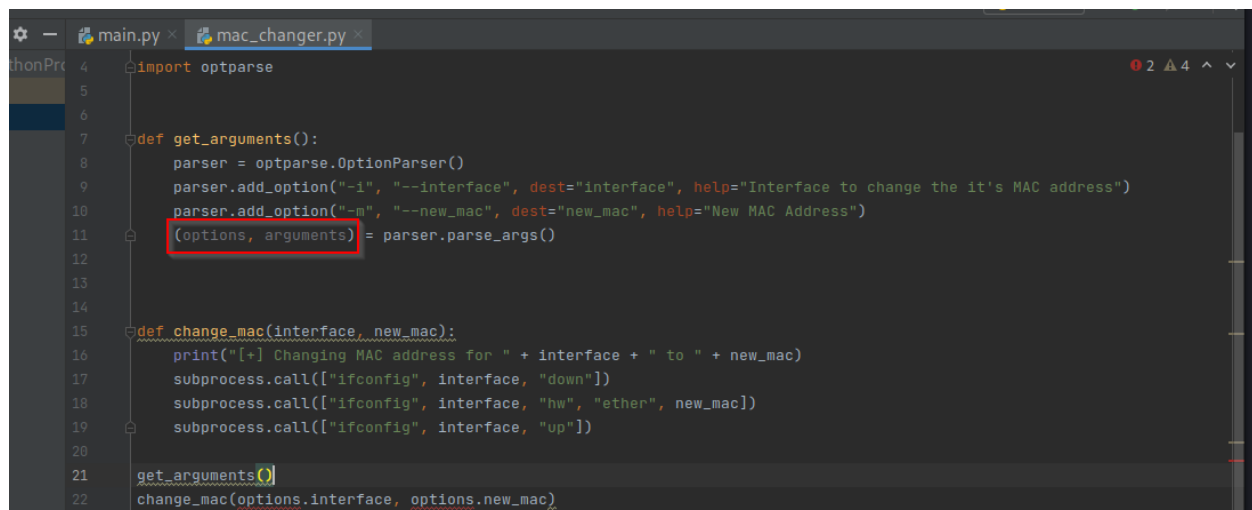 main.py mac_changer.py
thonPro 4 import optparse 2 4
5
6
7 def get_arguments():
8 parser = optparse.OptionParser()
9 parser.add_option("-i", "--interface", dest="interface", help="Interface to change the it's MAC address")
10 parser.add_option("-m", "--new_mac", dest="new_mac", help="New MAC Address")
11 (options, arguments) = parser.parse_args()
12
13
14
15 def change_mac(interface, new_mac):
16 print("[+] Changing MAC address for " + interface + " to " + new_mac)
17 subprocess.call(["ifconfig", interface, "down"])
18 subprocess.call(["ifconfig", interface, "hw", "ether", new_mac])
19 subprocess.call(["ifconfig", interface, "up"])
20
21 get_arguments()
22 change_mac(options.interface, options.new_mac)